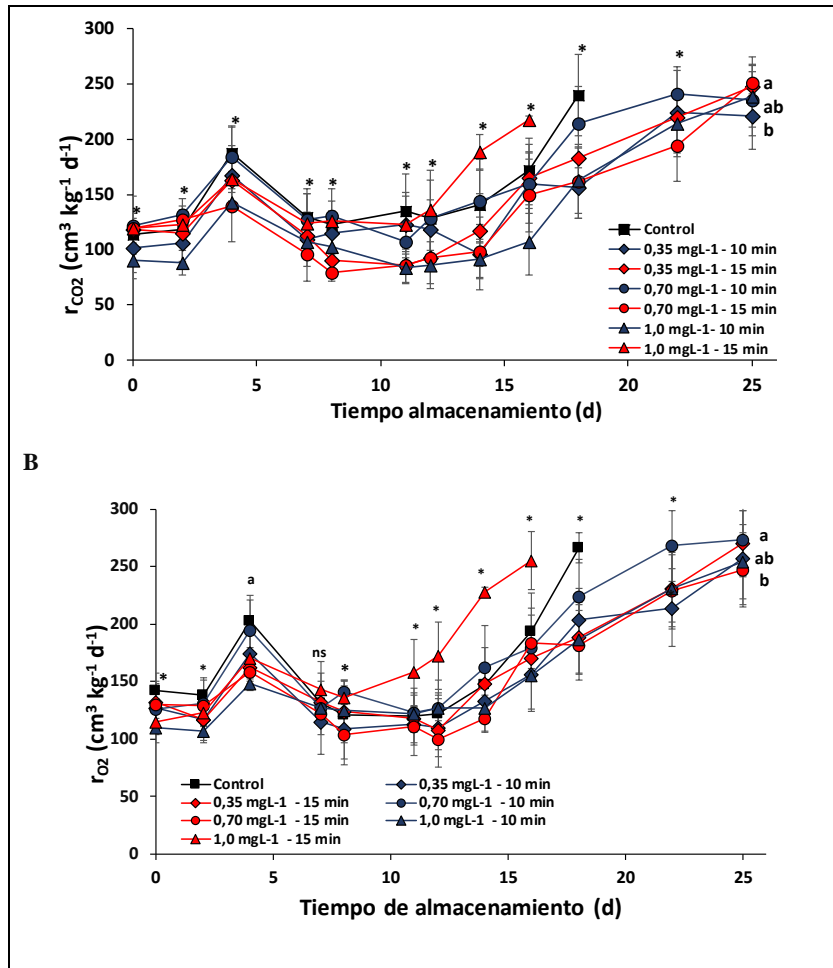 300
250
200
150
100
50
0
r_CO2 (cm³ kg⁻¹ d⁻¹)
* * * * * * * * * * *
a
ab
b
Control
0,35 mgL-1 - 10 min
0,35 mgL-1 - 15 min
0,70 mgL-1 - 10 min
0,70 mgL-1 - 15 min
1,0 mgL-1- 10 min
1,0 mgL-1 - 15 min
0 5 10 15 20 25
Tiempo almacenamiento (d)
B
300
250
200
150
100
50
0
r_O2 (cm³ kg⁻¹ d⁻¹)
* * a ns * * * * * * *
a
ab
b
Control 0,35 mgL-1 - 10 min
0,35 mgL-1 - 15 min 0,70 mgL-1 - 10 min
0,70 mgL-1 - 15 min 1,0 mgL-1 - 10 min
1,0 mgL-1 - 15 min
0 5 10 15 20 25
Tiempo de almacenamiento (d)